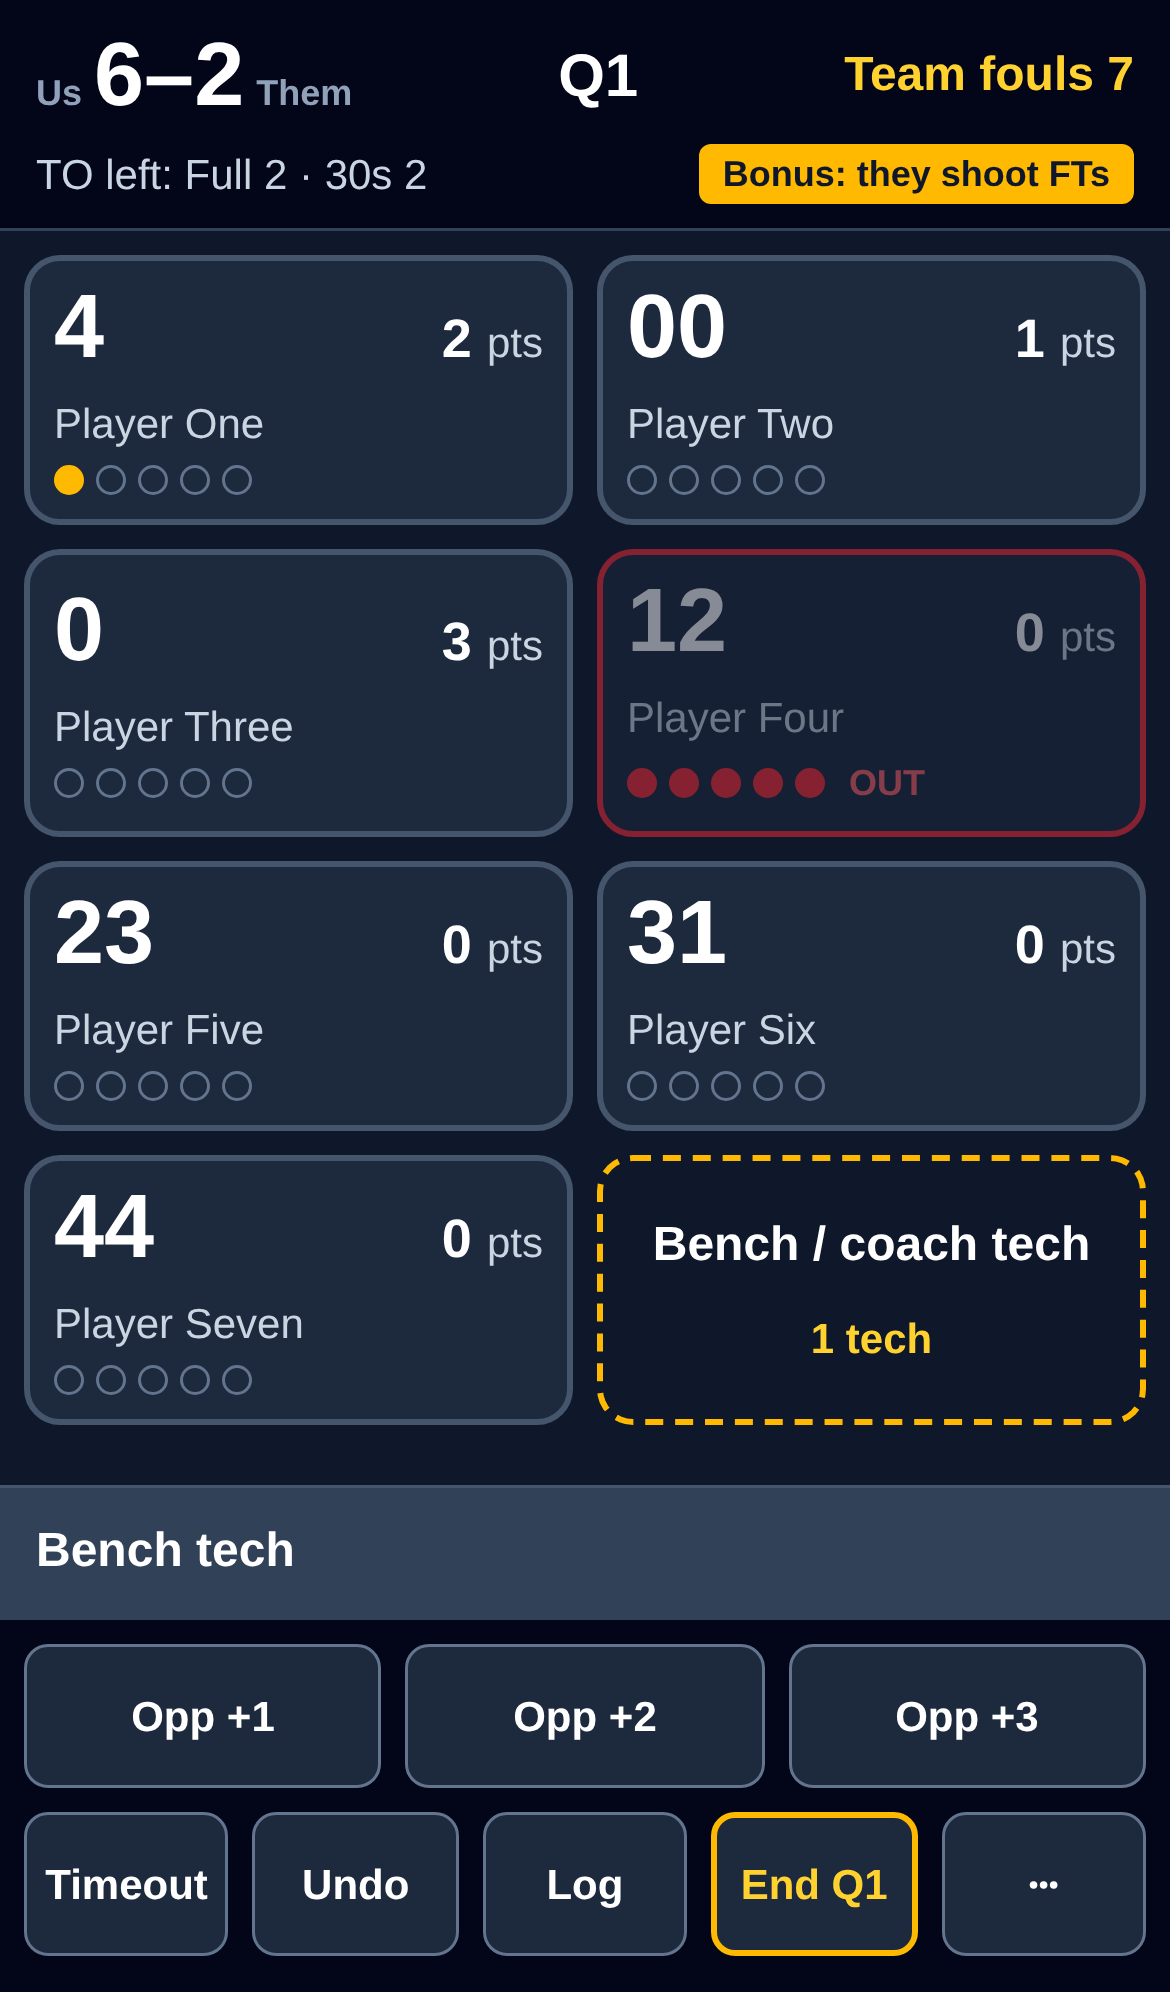 Us 6–2 Them
Q1
Team fouls 7
TO left: Full 2 · 30s 2
Bonus: they shoot FTs
4
2 pts
Player One
00
1 pts
Player Two
0
3 pts
Player Three
12
0 pts
Player Four
OUT
23
0 pts
Player Five
31
0 pts
Player Six
44
0 pts
Player Seven
Bench / coach tech
1 tech
Bench tech
Opp +1
Opp +2
Opp +3
Timeout
Undo
Log
End Q1
···